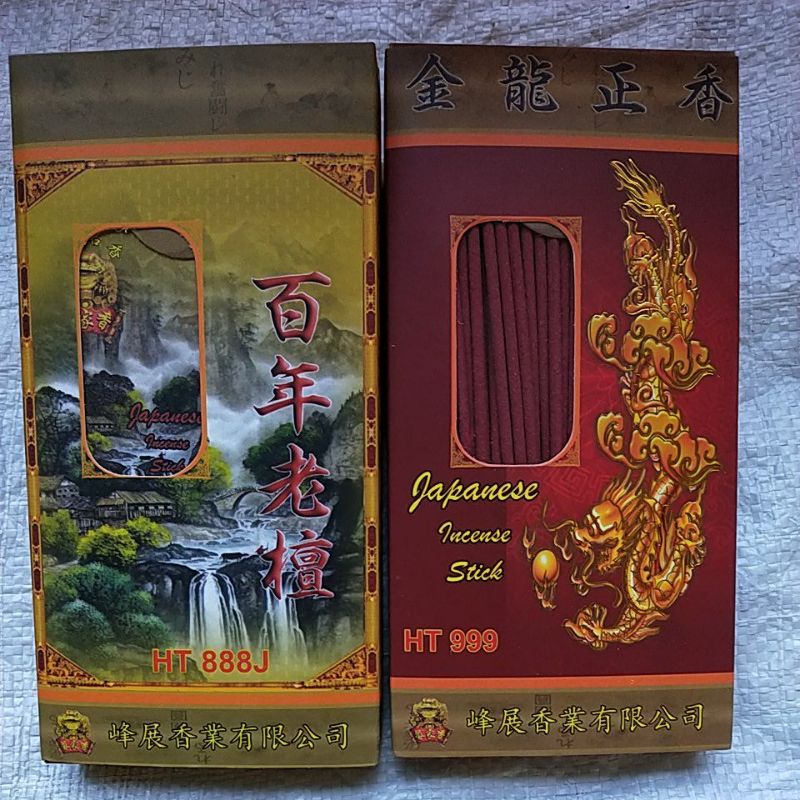 百年老檀
Japanese
Incense
Stick
HT 888J
峰展香業有限公司
金龍正香
Japanese
Incense
Stick
HT 999
峰展香業有限公司